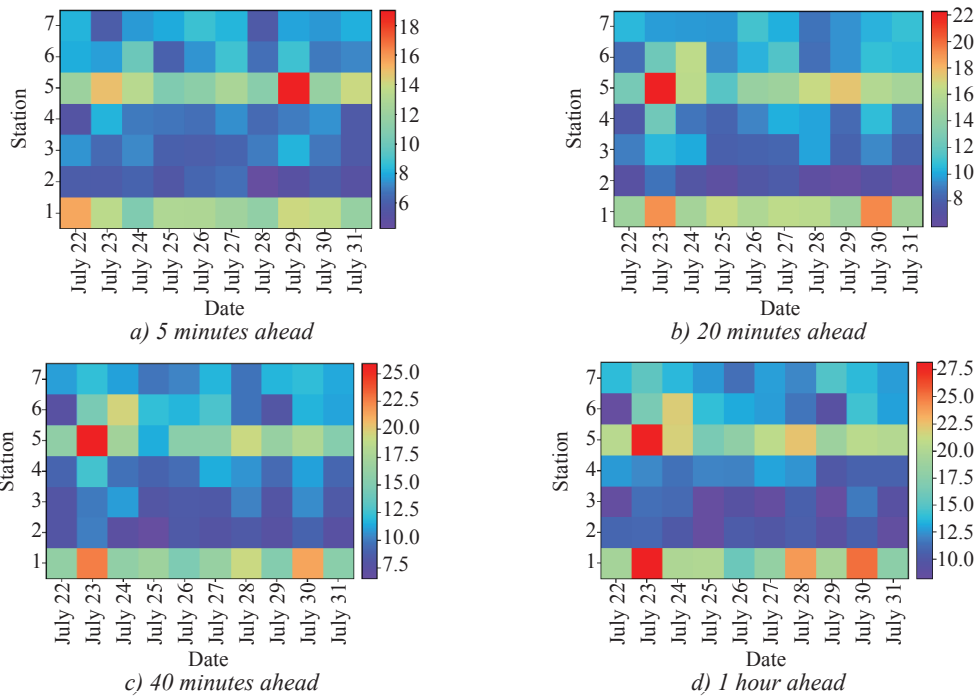 7
6
5
4
3
2
1
Station
July 22
July 23
July 24
July 25
July 26
July 27
July 28
July 29
July 30
July 31
Date
18
16
14
12
10
8
6
a) 5 minutes ahead
7
6
5
4
3
2
1
Station
July 22
July 23
July 24
July 25
July 26
July 27
July 28
July 29
July 30
July 31
Date
22
20
18
16
14
12
10
8
b) 20 minutes ahead
7
6
5
4
3
2
1
Station
July 22
July 23
July 24
July 25
July 26
July 27
July 28
July 29
July 30
July 31
Date
25.0
22.5
20.0
17.5
15.0
12.5
10.0
7.5
c) 40 minutes ahead
7
6
5
4
3
2
1
Station
July 22
July 23
July 24
July 25
July 26
July 27
July 28
July 29
July 30
July 31
Date
27.5
25.0
22.5
20.0
17.5
15.0
12.5
10.0
d) 1 hour ahead